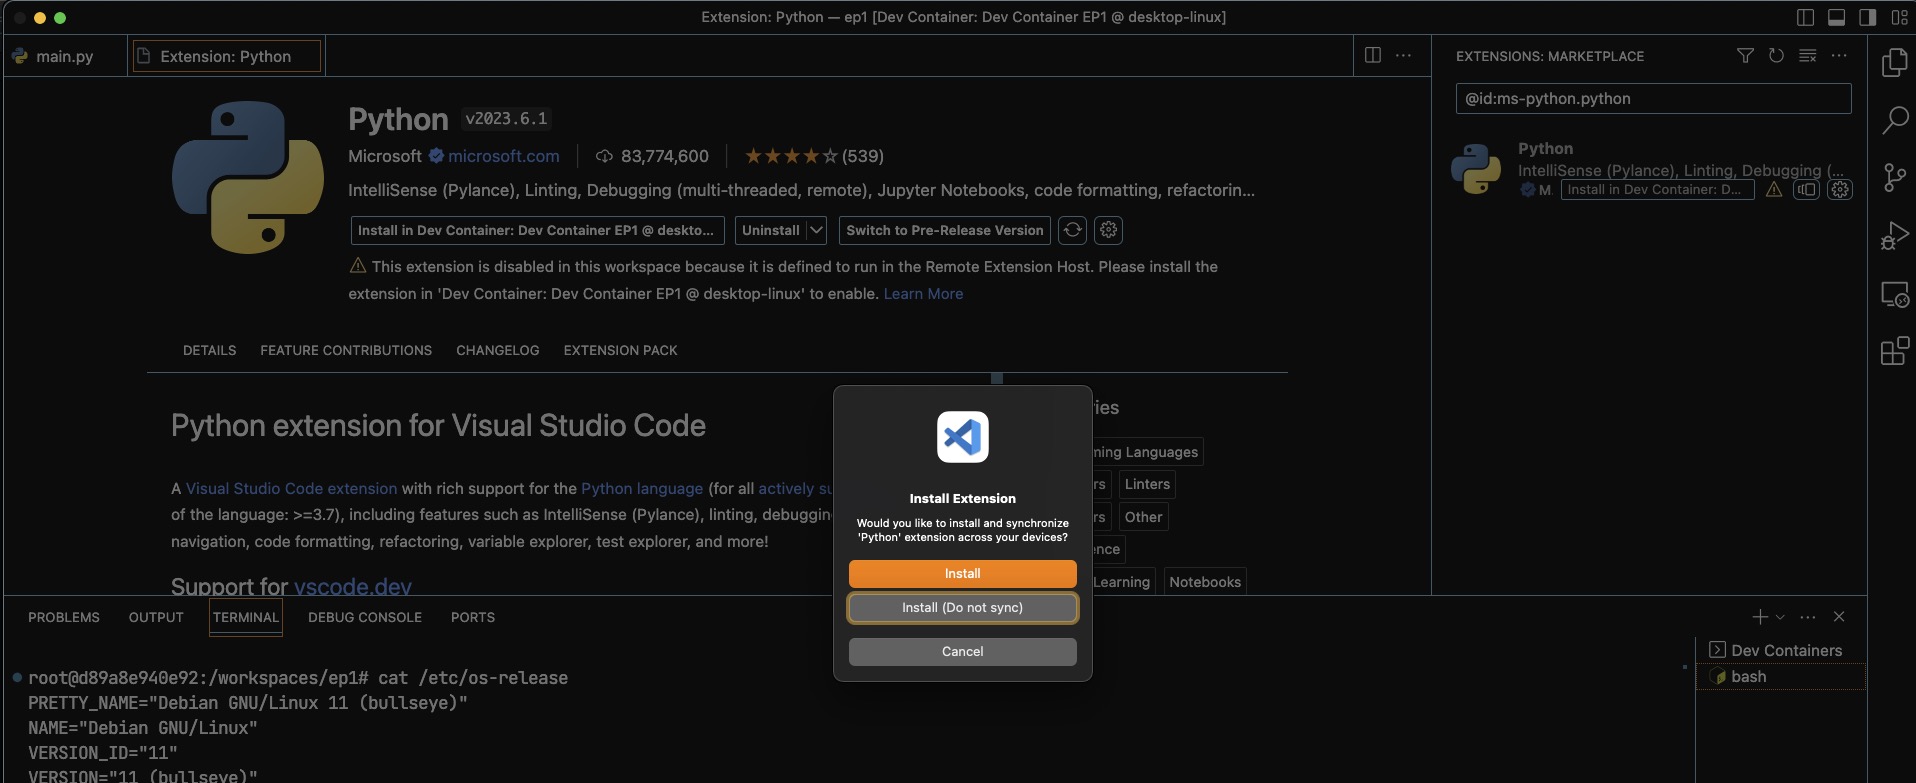 Extension: Python — ep1 [Dev Container: Dev Container EP1 @ desktop-linux]
main.py
Extension: Python
Python v2023.6.1
Microsoft microsoft.com 83,774,600 (539)
IntelliSense (Pylance), Linting, Debugging (multi-threaded, remote), Jupyter Notebooks, code formatting, refactorin...
Install in Dev Container: Dev Container EP1 @ deskto... Uninstall Switch to Pre-Release Version
This extension is disabled in this workspace because it is defined to run in the Remote Extension Host. Please install the
extension in 'Dev Container: Dev Container EP1 @ desktop-linux' to enable. Learn More
DETAILS FEATURE CONTRIBUTIONS CHANGELOG EXTENSION PACK
Python extension for Visual Studio Code
A Visual Studio Code extension with rich support for the Python language (for all actively su
of the language: >=3.7), including features such as IntelliSense (Pylance), linting, debugging
navigation, code formatting, refactoring, variable explorer, test explorer, and more!
Support for vscode.dev
ries
ming Languages
rs Linters
rs Other
ence
Learning Notebooks
Install Extension
Would you like to install and synchronize
'Python' extension across your devices?
Install
Install (Do not sync)
Cancel
EXTENSIONS: MARKETPLACE
@id:ms-python.python
Python
IntelliSense (Pylance), Linting, Debugging (...
M. Install in Dev Container: D...
PROBLEMS OUTPUT TERMINAL DEBUG CONSOLE PORTS
root@d89a8e940e92:/workspaces/ep1# cat /etc/os-release
PRETTY_NAME="Debian GNU/Linux 11 (bullseye)"
NAME="Debian GNU/Linux"
VERSION_ID="11"
VERSION="11 (bullseye)"
Dev Containers
bash